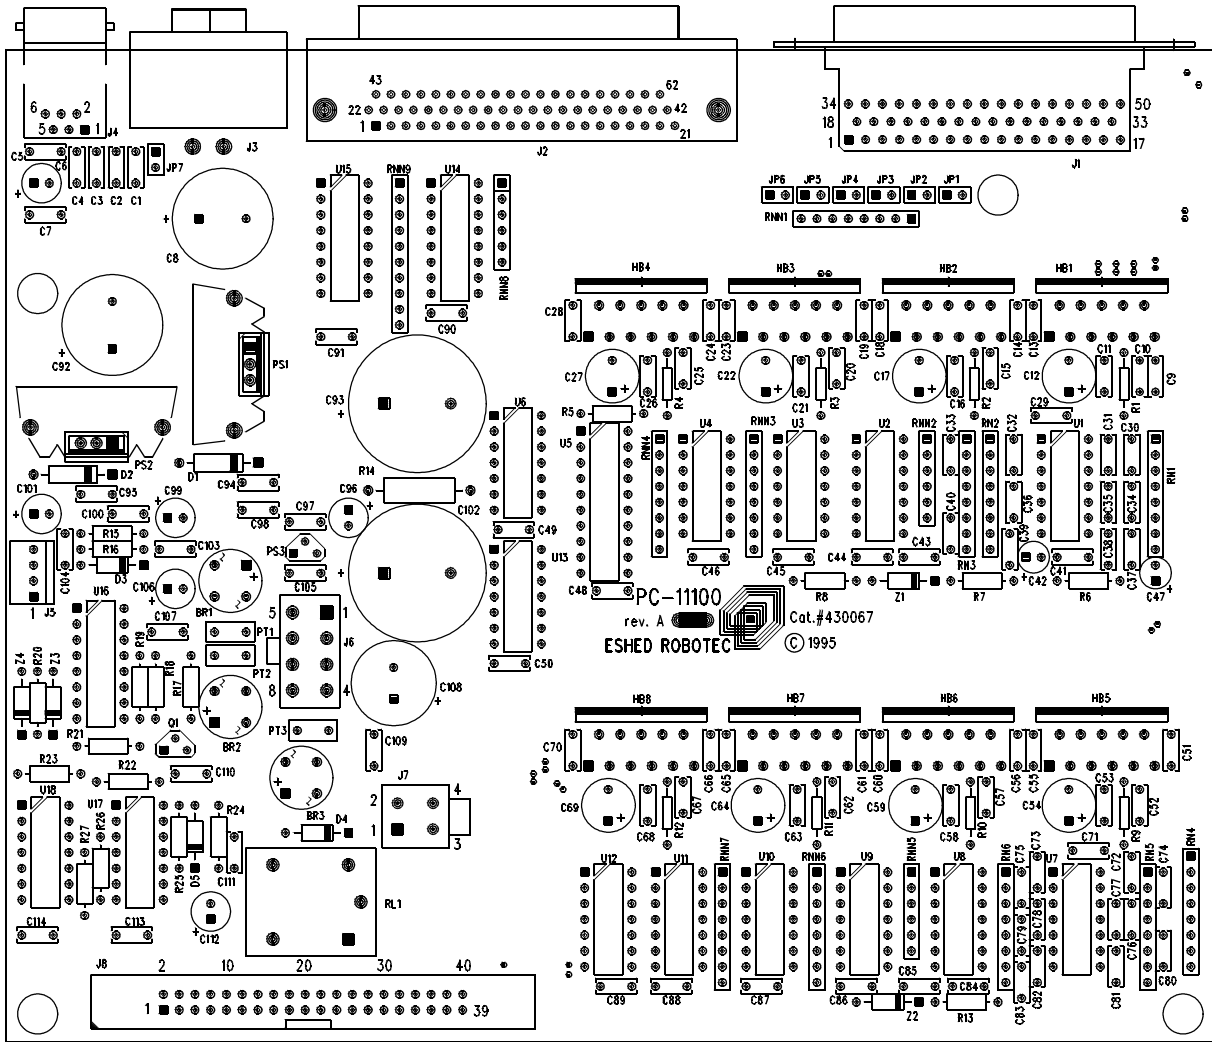 43 62
6 2
34 50
22 42
18 33
5 1 J4
1 21
1 17
C5 C6 JP7 J3 J2 J1
U15 RNN9 U14
JP6 JP5 JP4 JP3 JP2 JP1
C4 C3 C2 C1
RNN1
C7
C8
HB4 HB3 HB2 HB1
RNN8
C28 C24 C23 C19 C18 C14 C13
C90
C91
C92 PS1
C27 C26 C25 C22 C21 C20 C17 C16 C15 C12 C11 C10 C9
R4 R3 R2 R1
C93 U6 R5 C29
U5 RNN4 U4 RNN3 U3 U2 RNN2 C33 RN2 C32 U1 C31 C30 RN1
PS2
D2 D1 R14
C101 C95 C99 C94 C96
C100 C98 C97 C102
C40 C36 C35 C34
R15 C49
R16 C103 PS3 U13
C104 D3 C106 C105
C46 C45 C44 C43 RN3 C39 C42 C41 C38 C37 C47
J5 1 U16 C107 BR1 C48
R8 Z1 R7 R6
PC-11100
rev. A Cat.#430067
ESHED ROBOTEC © 1995
5 1
PT1 J6
PT2
8 4
Z4 R20 Z3 R19 R18 R17 C50
C108
R21 Q1 BR2 PT3
HB8 HB7 HB6 HB5
C109
R23 R22 C110
C70 C66 C65 C61 C60 C56 C55 C51
J7 4
2
1 3
C69 C68 R12 C67 C64 C63 R11 C62 C59 C58 R10 C57 C54 C53 R9 C52
U18 U17 R27 R26 R24 BR3 D4
C71
R25 D5 C111
U12 U11 RNN7 U10 RNN6 U9 RNN5 U8 RN6 C75 C73 U7 C72 RN5 C74 RN4
RL1
C79 C78 C77 C76
C114 C113 C112
J8 2 10 20 30 40
1 39
C89 C88 C87 C86 C85 C84 C83 C82 C81 C80
Z2 R13